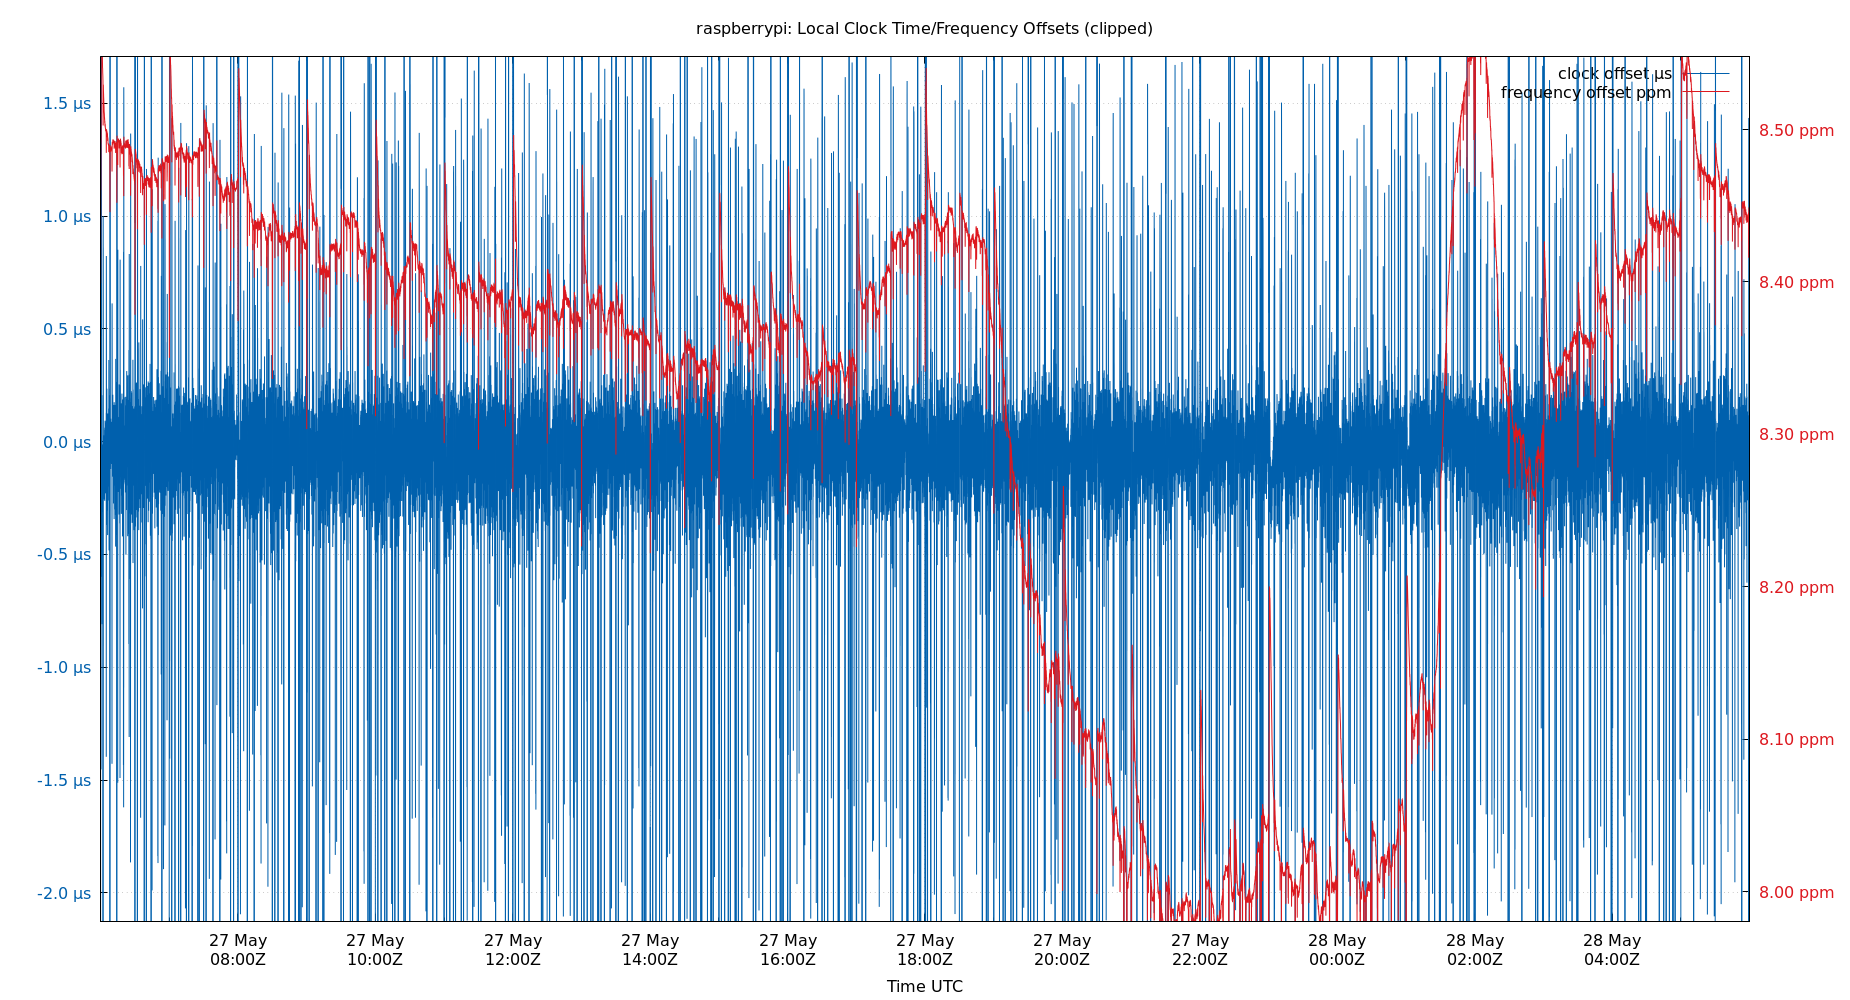 raspberrypi: Local Clock Time/Frequency Offsets (clipped)
clock offset µs
frequency offset ppm
1.5 µs
1.0 µs
0.5 µs
0.0 µs
-0.5 µs
-1.0 µs
-1.5 µs
-2.0 µs
8.50 ppm
8.40 ppm
8.30 ppm
8.20 ppm
8.10 ppm
8.00 ppm
27 May 27 May 27 May 27 May 27 May 27 May 27 May 27 May 28 May 28 May 28 May
08:00Z 10:00Z 12:00Z 14:00Z 16:00Z 18:00Z 20:00Z 22:00Z 00:00Z 02:00Z 04:00Z
Time UTC